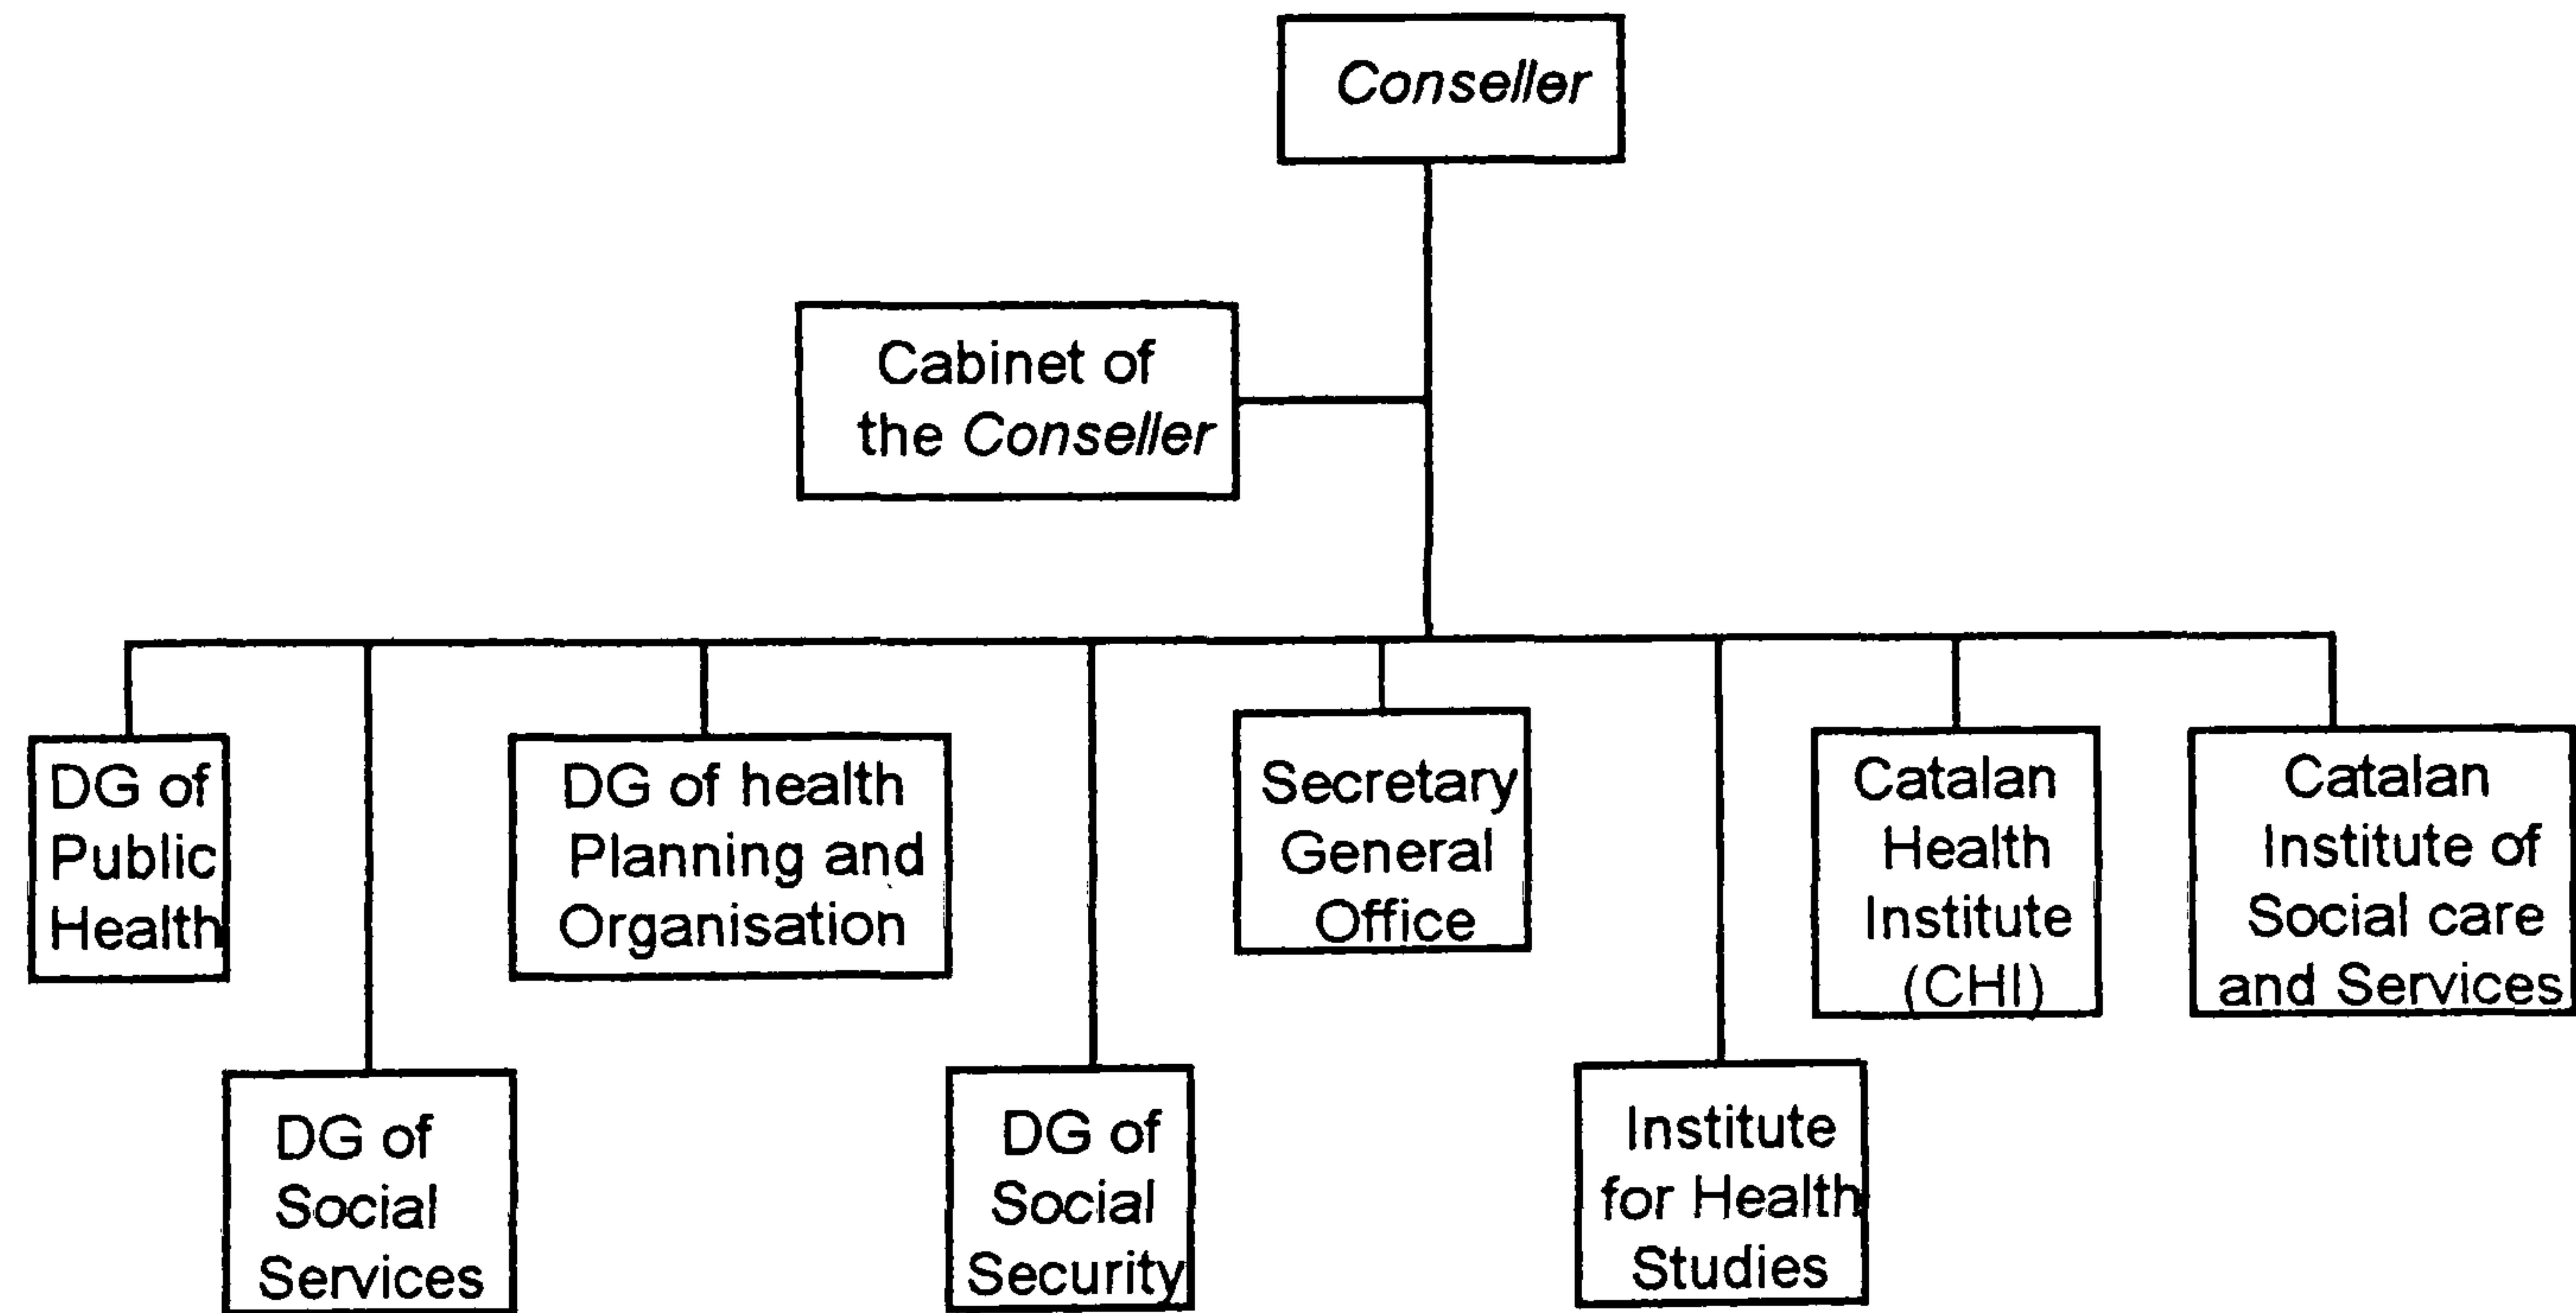 Conseller
Cabinet of
the Conseller
DG of
Public
Health
DG of health
Planning and
Organisation
Secretary
General
Office
Catalan
Health
Institute
(CHI)
Catalan
Institute of
Social care
and Services
DG of
Social
Services
DG of
Social
Security
Institute
for Health
Studies